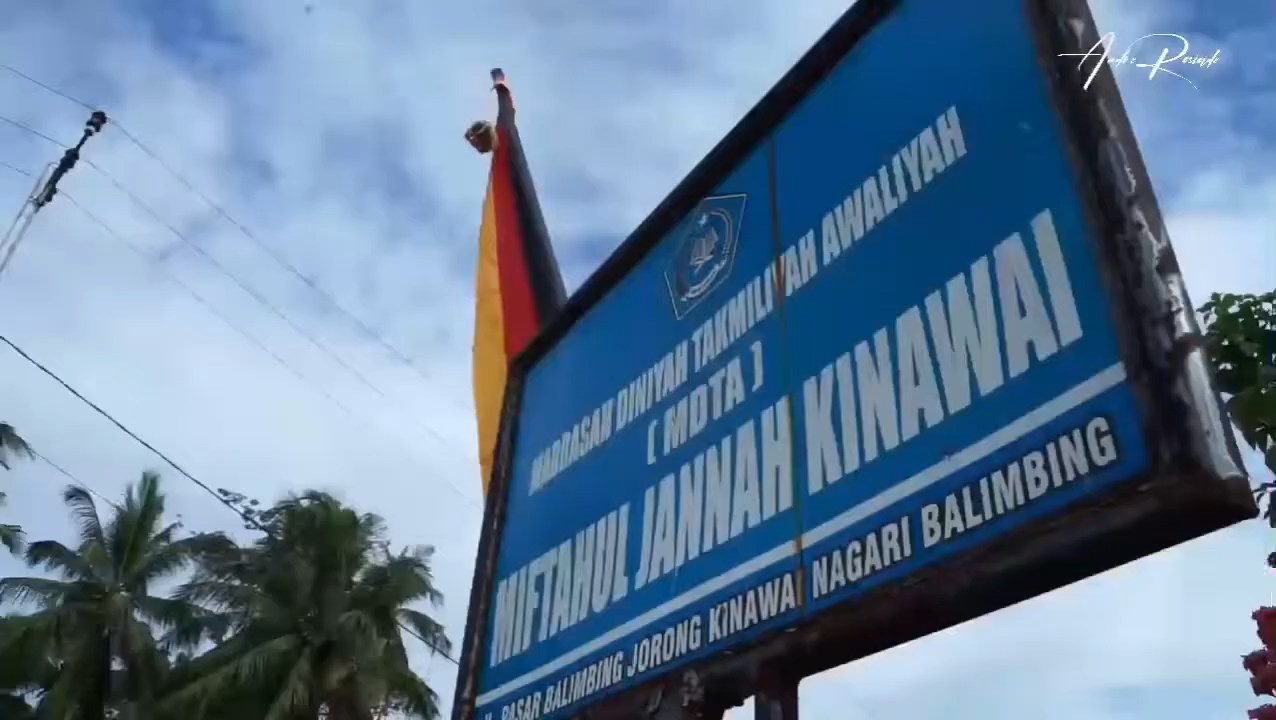 MADRASAH DINIYAH TAKMILIYAH AWALIYAH
( MDTA )
MIFTAHUL JANNAH KINAWAI
PASAR BALIMBING JORONG KINAWAI NAGARI BALIMBING